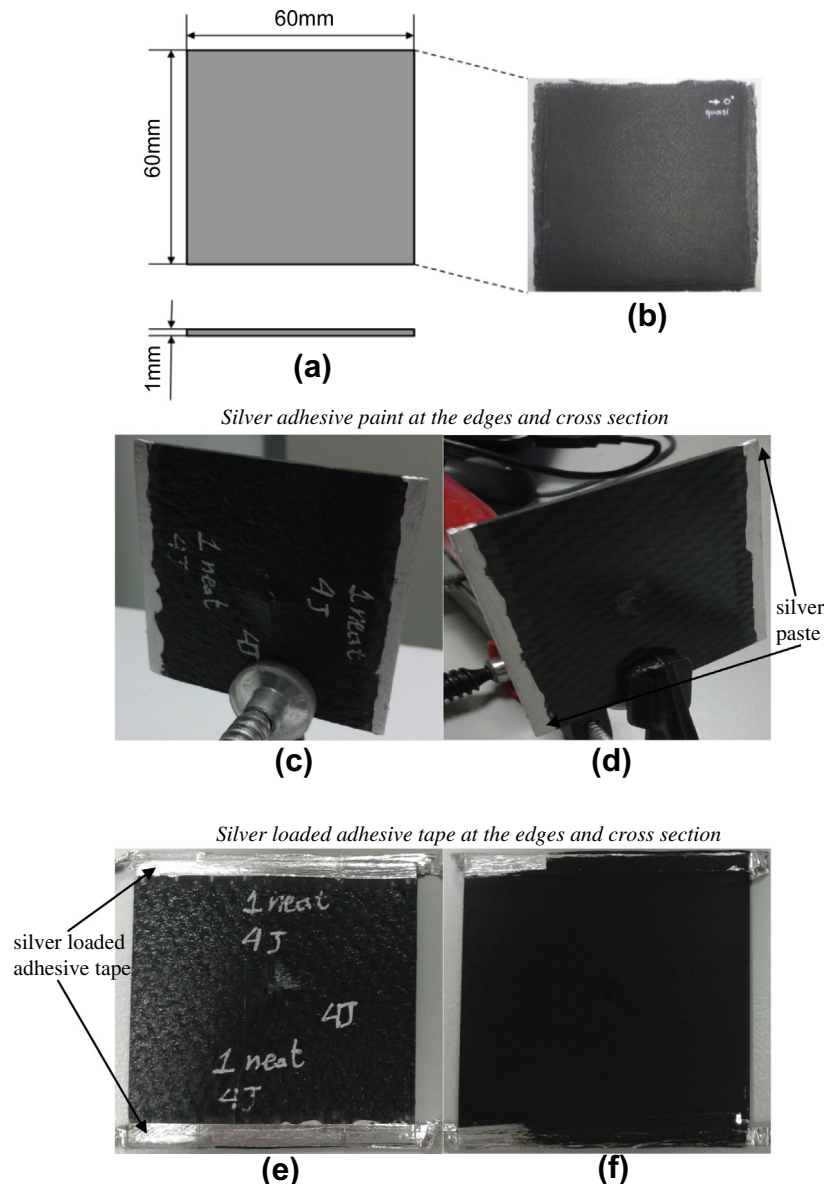 60mm
60mm
→ 0°
quasi
(b)
1mm
(a)
Silver adhesive paint at the edges and cross section
1 neat
4J
1 neat
4J
4J
silver
paste
(c)
(d)
Silver loaded adhesive tape at the edges and cross section
1 neat
4J
silver loaded
adhesive tape
4J
1 neat
4J
(e)
(f)